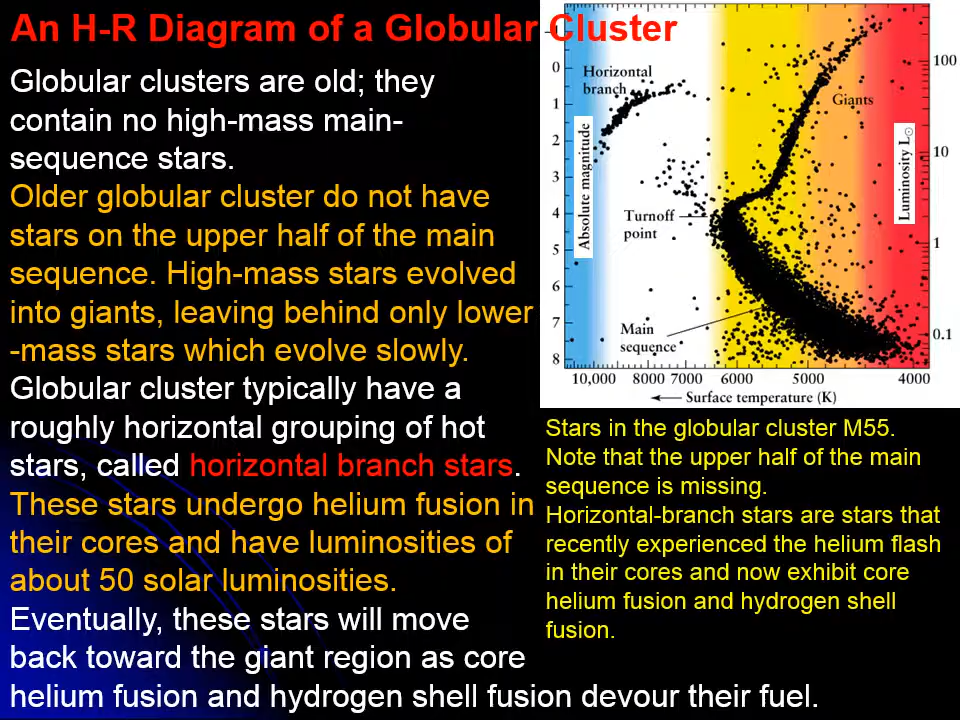 An H-R Diagram of a Globular Cluster
Globular clusters are old; they
contain no high-mass main-
sequence stars.
Older globular cluster do not have
stars on the upper half of the main
sequence. High-mass stars evolved
into giants, leaving behind only lower
-mass stars which evolve slowly.
Globular cluster typically have a
roughly horizontal grouping of hot
stars, called horizontal branch stars.
These stars undergo helium fusion in
their cores and have luminosities of
about 50 solar luminosities.
Eventually, these stars will move
back toward the giant region as core
helium fusion and hydrogen shell fusion devour their fuel.
0
1
2
3
4
5
6
7
8
Absolute magnitude
Horizontal
branch
Giants
Turnoff
point
Main
sequence
100
10
1
0.1
Luminosity L⊙
10,000 8000 7000 6000 5000 4000
← Surface temperature (K)
Stars in the globular cluster M55.
Note that the upper half of the main
sequence is missing.
Horizontal-branch stars are stars that
recently experienced the helium flash
in their cores and now exhibit core
helium fusion and hydrogen shell
fusion.